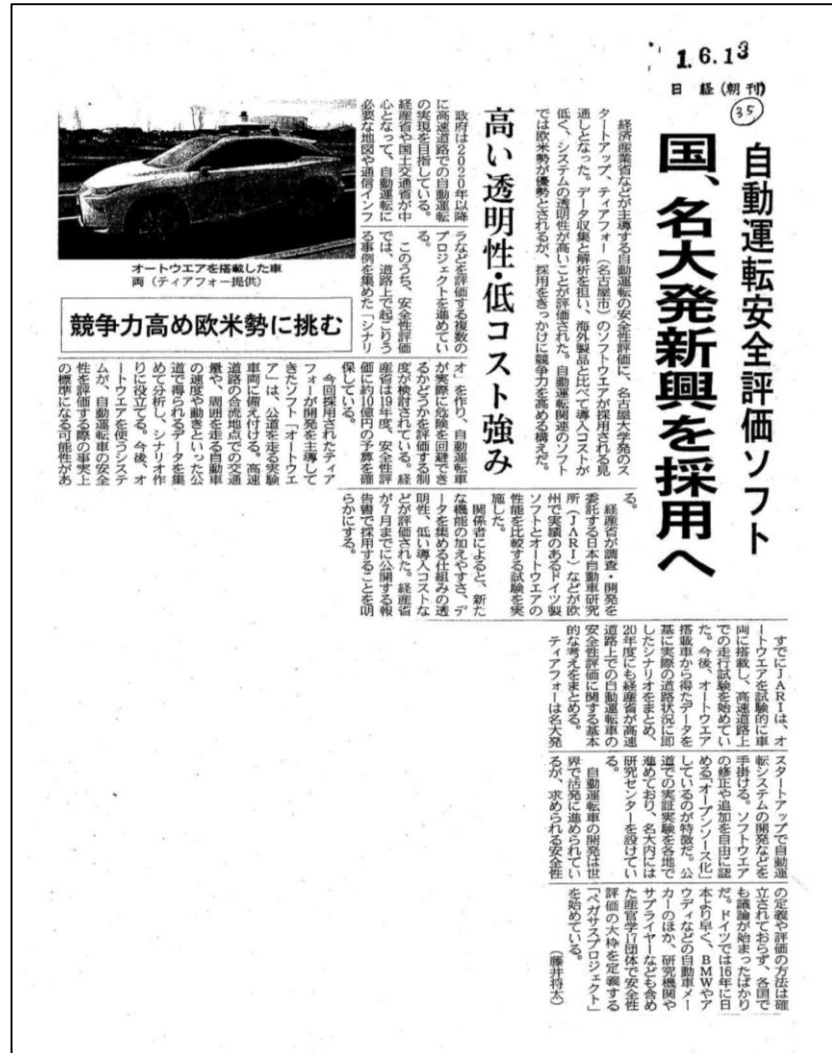 1.6.13
日経(朝刊)
35
自動運転安全評価ソフト
国、名大発新興を採用へ
経済産業省などが主導する自動運転の安全性評価に、名古屋大学発のス
タートアップ、ティアフォー(名古屋市)のソフトウエアが採用される見
通しとなった。データ収集と解析を担い、海外製品と比べて導入コストが
低く、システムの透明性が高いことが評価された。自動運転関連のソフト
では欧米勢が優勢とされるが、採用をきっかけに競争力を高める構えだ。
高い透明性・低コスト強み
政府は2020年以降
に高速道路での自動運転
の実現を目指している。
経産省や国土交通省が中
心となって、自動運転に
必要な地図や通信インフ
オートウエアを搭載した車
両(ティアフォー提供)
競争力高め欧米勢に挑む
ラなどを評価する複数の
プロジェクトを進めてい
る。
このうち、安全性評価
では、道路上で起こりう
る事例を集めた「シナリ
オ」を作り、自動運転車
が実際に危険を回避でき
るかどうかを評価する制
度が検討されている。経
産省は19年度、安全性評
価に約10億円の予算を確
保している。
今回採用されたティア
フォーが開発を主導して
きたソフト「オートウエ
ア」は、公道を走る実験
車両に備え付ける。高速
道路の合流地点での交通
量や、周囲を走る自動車
の速度や動きといった公
道で得られるデータを集
めて分析し、シナリオ作
りに役立てる。今後、オ
ートウエアを使うシステ
ムが、自動運転車の安全
性を評価する際の事実上
の標準になる可能性があ
る。
経産省が調査・開発を
委託する日本自動車研究
所(JARI)などが欧
州で実績のあるドイツ製
ソフトとオートウエアの
性能を比較する試験を実
施した。
関係者によると、新た
な機能の加えやすさ、デ
ータを集める仕組みの透
明性、低い導入コストな
どが評価された。経産省
が7月までに公開する報
告書で採用することを明
らかにする。
すでにJARIは、オ
ートウエアを試験的に車
両に搭載し、高速道路上
での走行試験を始めてい
た。今後、オートウエア
搭載車から得たデータを
基に実際の道路状況に即
したシナリオをまとめ、
20年度にも経産省が高速
道路上での自動運転車の
安全性評価に関する基本
的な考えをまとめる。
ティアフォーは名大発
スタートアップで自動運
転システムの開発などを
手掛ける。ソフトウエア
の修正や追加を自由に認
める「オープンソース化」
しているのが特徴だ。公
道での実証実験を各地で
進めており、名大内には
研究センターを設けてい
る。
自動運転車の開発は世
界で活発に進められてい
るが、求められる安全性
の定義や評価の方法は確
立されておらず、各国で
も議論が始まったばかり
だ。ドイツでは16年に日
本より早く、BMWやア
ウディなどの自動車メー
カーのほか、研究機関や
サプライヤーなども含め
た産官学17団体で安全性
評価の大枠を定義する
「ペガサスプロジェクト」
を始めている。
(藤井将太)